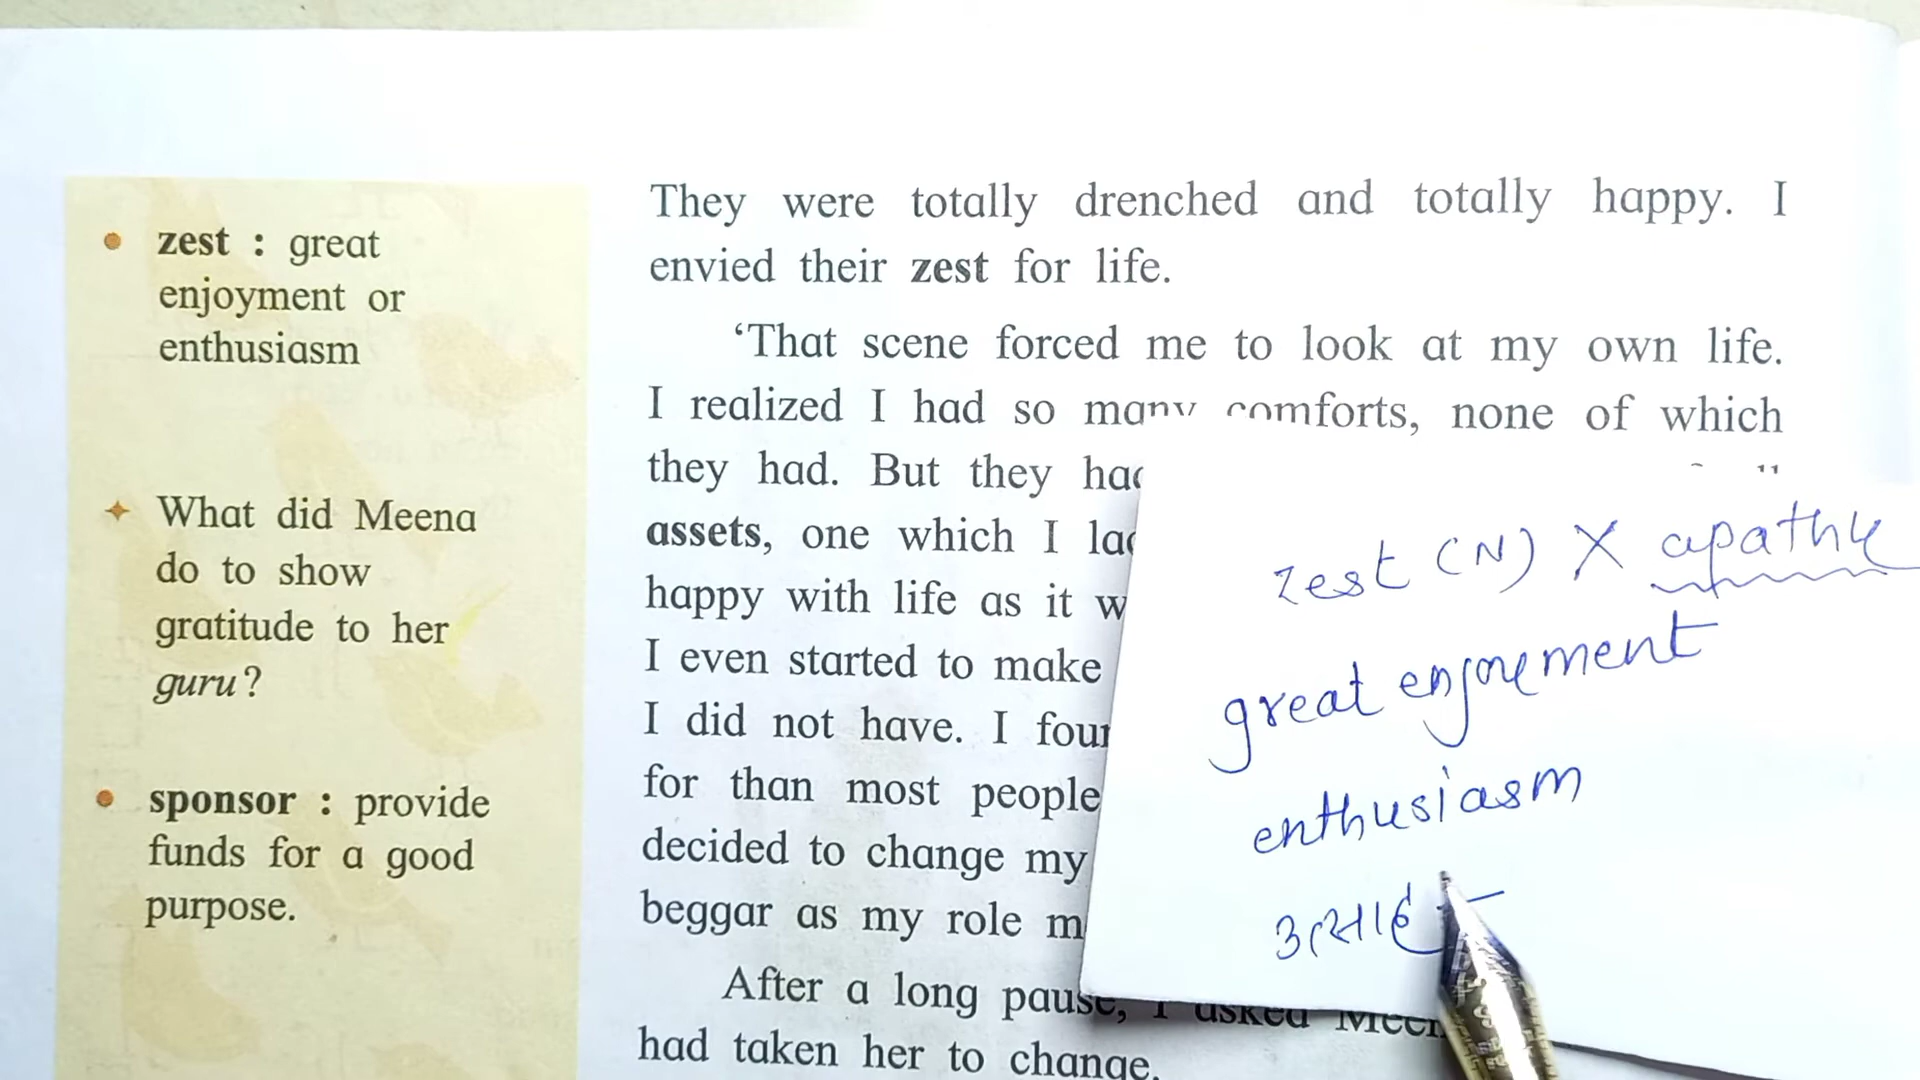 zest : great
enjoyment or
enthusiasm
What did Meena
do to show
gratitude to her
guru?
sponsor : provide
funds for a good
purpose.
They were totally drenched and totally happy. I
envied their zest for life.
‘That scene forced me to look at my own life.
I realized I had so many comforts, none of which
they had. But they
assets, one which I
happy with life as it
I even started to make
I did not have. I
for than most people
decided to change my
beggar as my role
After a long pause, I asked
had taken her to change.
zest (N) X apathy
great enjoyement
enthusiasm
उत्साह